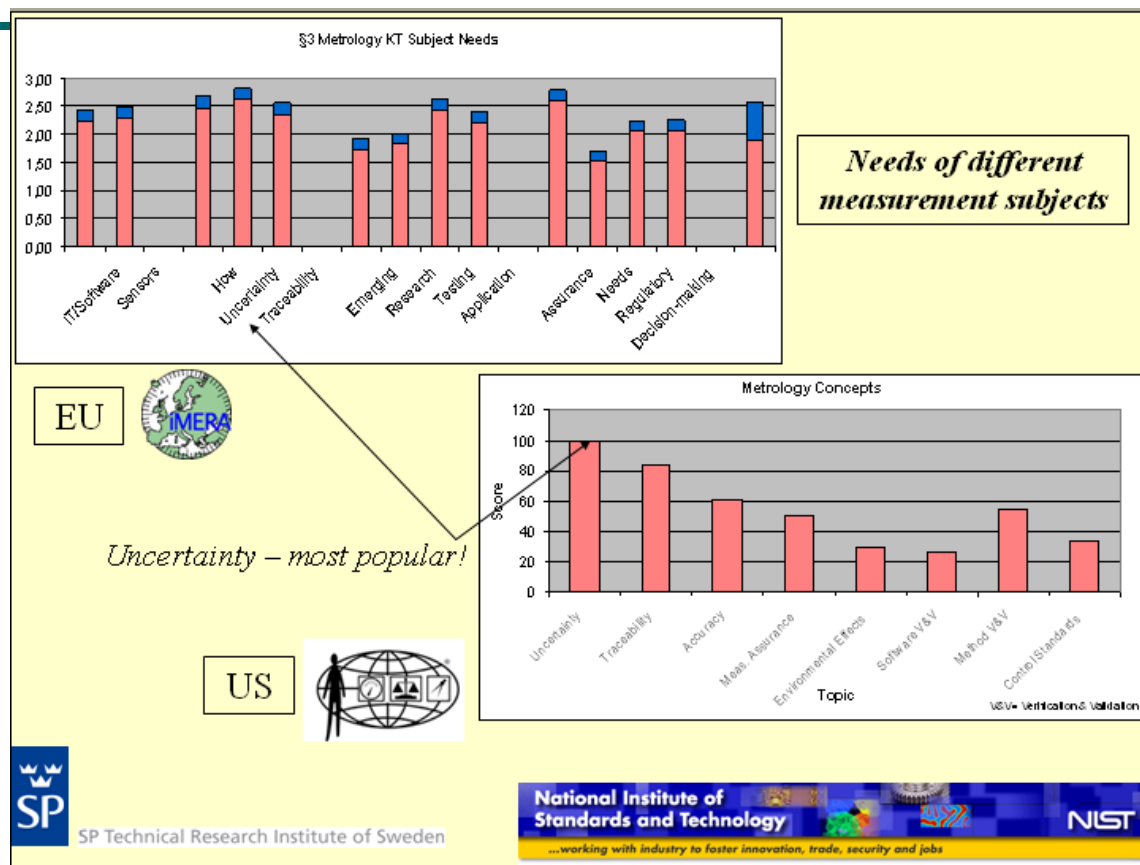 §3 Metrology KT Subject Needs
3,00
2,50
2,00
1,50
1,00
0,50
0,00
IT/Software
Sensors
How
Uncertainty
Traceability
Emerging
Research
Testing
Application
Assurance
Needs
Regulatory
Decision-making
Needs of different
measurement subjects
EU
iMERA
Metrology Concepts
120
100
80
60
40
20
0
Score
Uncertainty
Traceability
Accuracy
Meas. Assurance
Environmental Effects
Software V&V
Method V&V
Control Standards
Topic
V&V= Verification & Validation
Uncertainty – most popular!
US
SP
SP Technical Research Institute of Sweden
National Institute of
Standards and Technology
NIST
...working with industry to foster innovation, trade, security and jobs